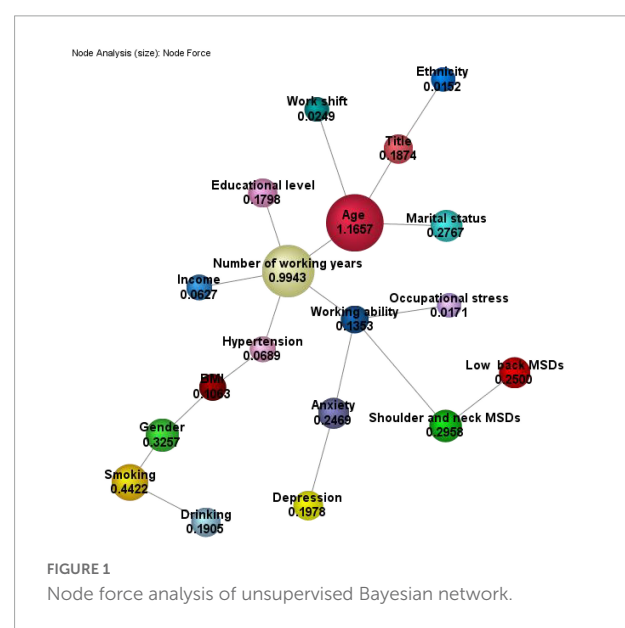 Node Analysis (size): Node Force
Ethnicity
0.0152
Work shift
0.0249
Title
0.1874
Educational level
0.1798
Age
1.1657
Marital status
0.2767
Number of working years
0.9943
Income
0.0627
Occupational stress
0.0171
Working ability
0.1353
Hypertension
0.0689
Low back MSDs
0.2500
BMI
0.1063
Anxiety
0.2469
Shoulder and neck MSDs
0.2958
Gender
0.3257
Smoking
0.4422
Depression
0.1978
Drinking
0.1905
FIGURE 1
Node force analysis of unsupervised Bayesian network.